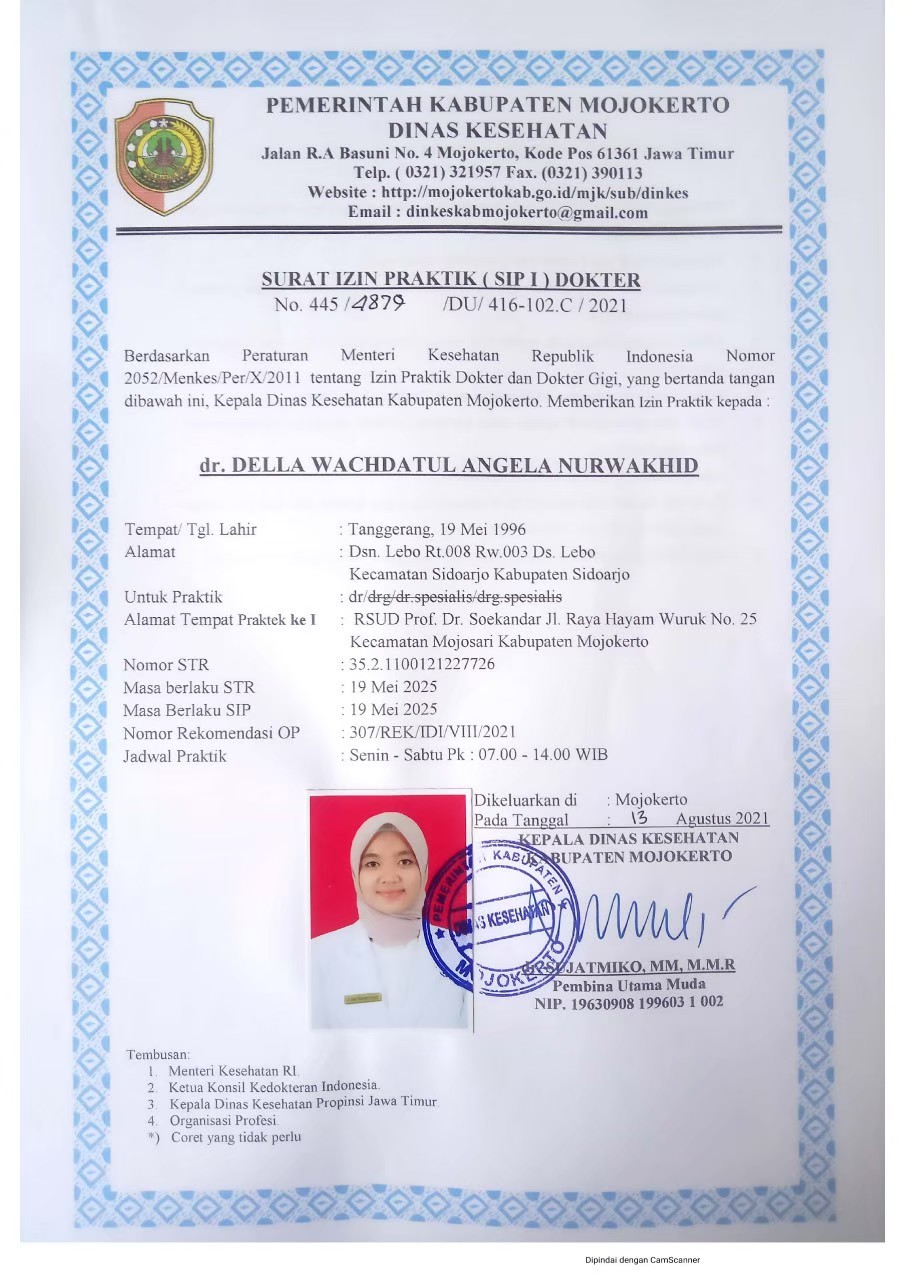 PEMERINTAH KABUPATEN MOJOKERTO
DINAS KESEHATAN
Jalan R.A Basuni No. 4 Mojokerto, Kode Pos 61361 Jawa Timur
Telp. ( 0321) 321957 Fax. (0321) 390113
Website : http://mojokertokab.go.id/mjk/sub/dinkes
Email : dinkeskabmojokerto@gmail.com
SURAT IZIN PRAKTIK ( SIP I ) DOKTER
No. 445 /4879 /DU/ 416-102.C / 2021
Berdasarkan Peraturan Menteri Kesehatan Republik Indonesia Nomor
2052/Menkes/Per/X/2011 tentang Izin Praktik Dokter dan Dokter Gigi, yang bertanda tangan
dibawah ini, Kepala Dinas Kesehatan Kabupaten Mojokerto. Memberikan Izin Praktik kepada :
dr. DELLA WACHDATUL ANGELA NURWAKHID
Tempat/ Tgl. Lahir : Tanggerang, 19 Mei 1996
Alamat : Dsn. Lebo Rt.008 Rw.003 Ds. Lebo
Kecamatan Sidoarjo Kabupaten Sidoarjo
Untuk Praktik : dr/drg/dr.spesialis/drg.spesialis
Alamat Tempat Praktek ke I : RSUD Prof. Dr. Soekandar Jl. Raya Hayam Wuruk No. 25
Kecamatan Mojosari Kabupaten Mojokerto
Nomor STR : 35.2.1100121227726
Masa berlaku STR : 19 Mei 2025
Masa Berlaku SIP : 19 Mei 2025
Nomor Rekomendasi OP : 307/REK/IDI/VIII/2021
Jadwal Praktik : Senin - Sabtu Pk : 07.00 - 14.00 WIB
Dikeluarkan di : Mojokerto
Pada Tanggal : 13 Agustus 2021
KEPALA DINAS KESEHATAN
KABUPATEN MOJOKERTO
PEMERINTAH KABUPATEN
DINAS KESEHATAN
MOJOKERTO
dr. SUJATMIKO, MM, M.M.R
Pembina Utama Muda
NIP. 19630908 199603 1 002
Tembusan:
1. Menteri Kesehatan RI.
2. Ketua Konsil Kedokteran Indonesia.
3. Kepala Dinas Kesehatan Propinsi Jawa Timur
4. Organisasi Profesi
*) Coret yang tidak perlu
Dipindai dengan CamScanner